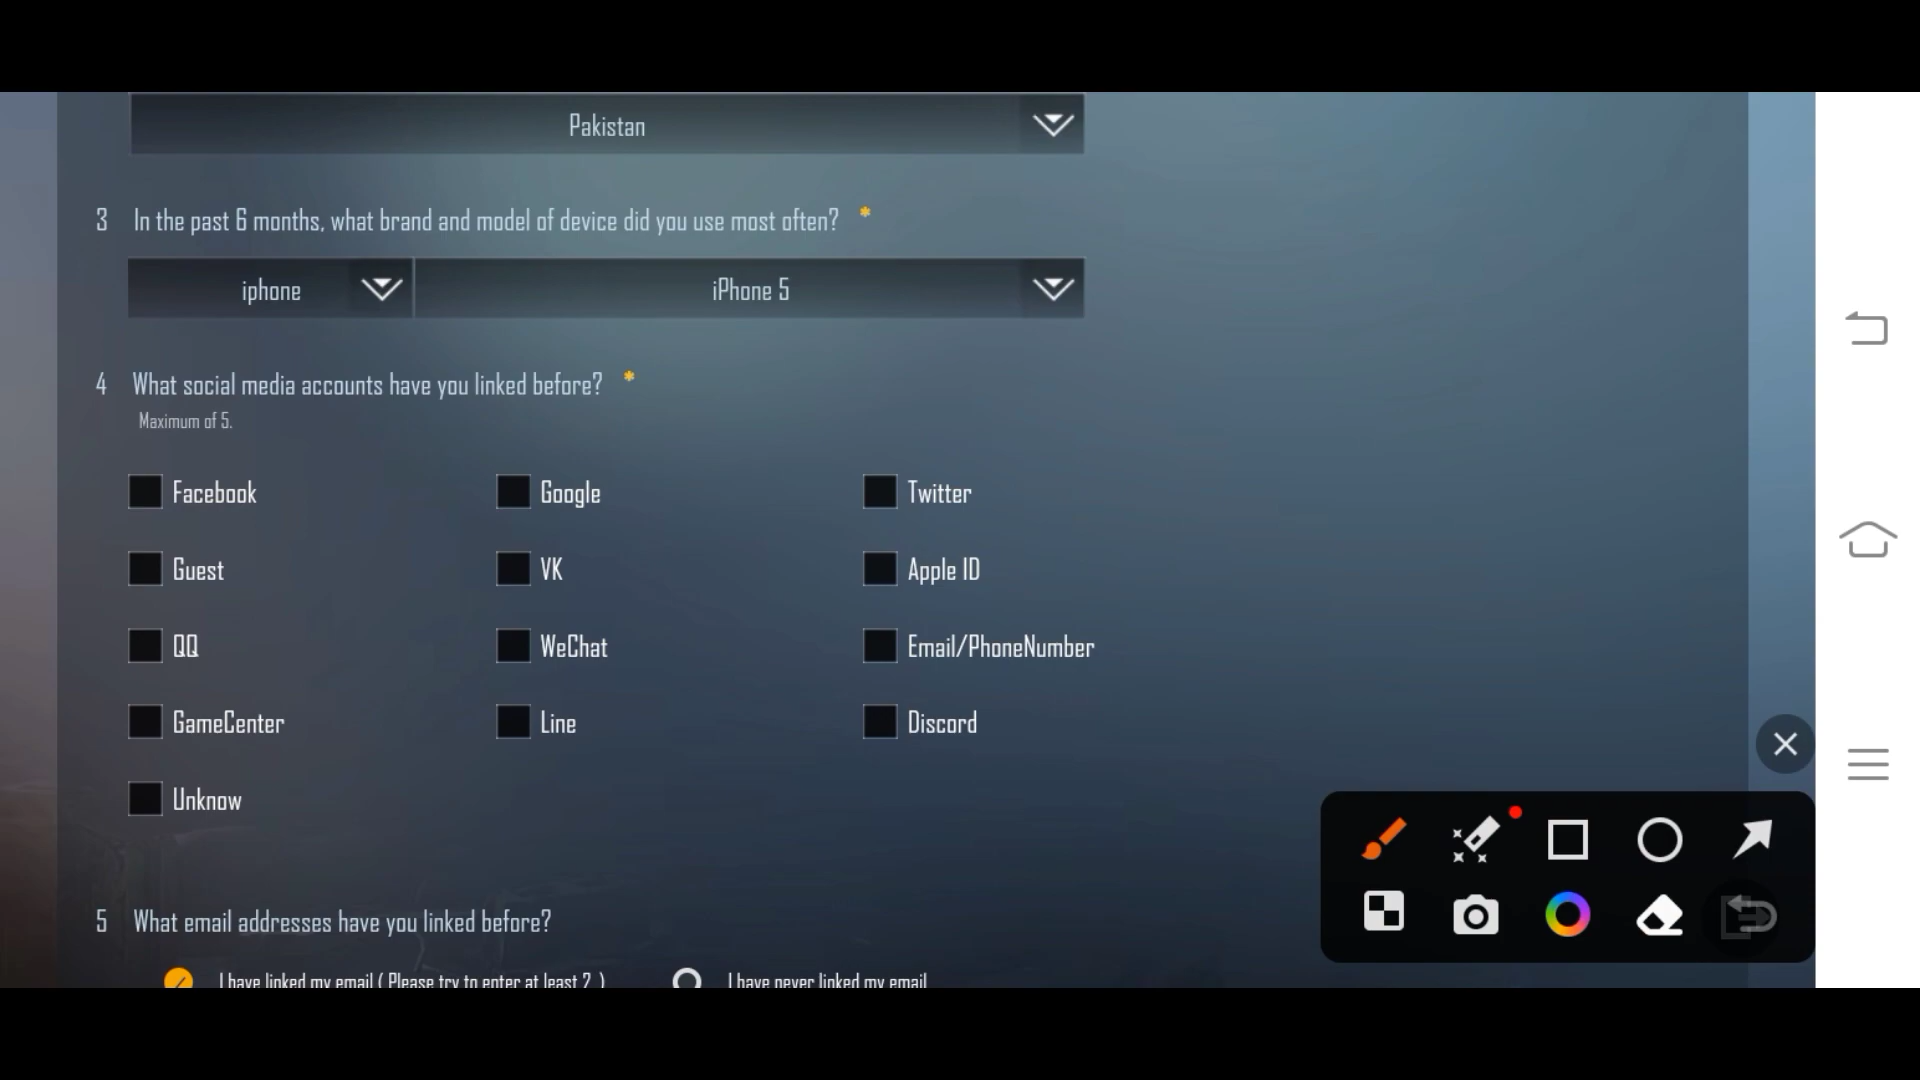 Pakistan
3 In the past 6 months, what brand and model of device did you use most often? *
iphone iPhone 5
4 What social media accounts have you linked before? *
Maximum of 5.
Facebook Google Twitter
Guest VK Apple ID
QQ WeChat Email/PhoneNumber
GameCenter Line Discord
Unknow
5 What email addresses have you linked before?
I have linked my email ( Please try to enter at least 2 ) I have never linked my email